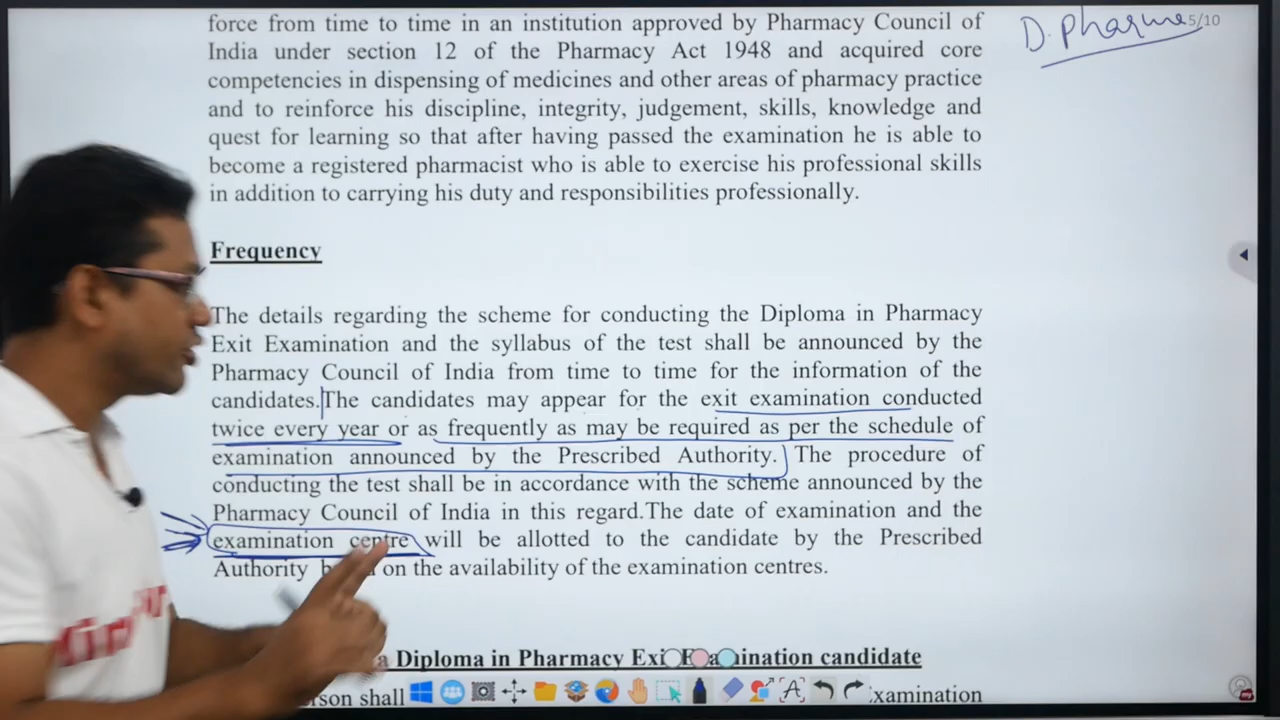 force from time to time in an institution approved by Pharmacy Council of
India under section 12 of the Pharmacy Act 1948 and acquired core
competencies in dispensing of medicines and other areas of pharmacy practice
and to reinforce his discipline, integrity, judgement, skills, knowledge and
quest for learning so that after having passed the examination he is able to
become a registered pharmacist who is able to exercise his professional skills
in addition to carrying his duty and responsibilities professionally.
D. Pharma
5/10
Frequency
The details regarding the scheme for conducting the Diploma in Pharmacy
Exit Examination and the syllabus of the test shall be announced by the
Pharmacy Council of India from time to time for the information of the
candidates. The candidates may appear for the exit examination conducted
twice every year or as frequently as may be required as per the schedule of
examination announced by the Prescribed Authority. The procedure of
conducting the test shall be in accordance with the scheme announced by the
Pharmacy Council of India in this regard.The date of examination and the
examination centre will be allotted to the candidate by the Prescribed
Authority on the availability of the examination centres.
a Diploma in Pharmacy Exit Examination candidate
shall examination